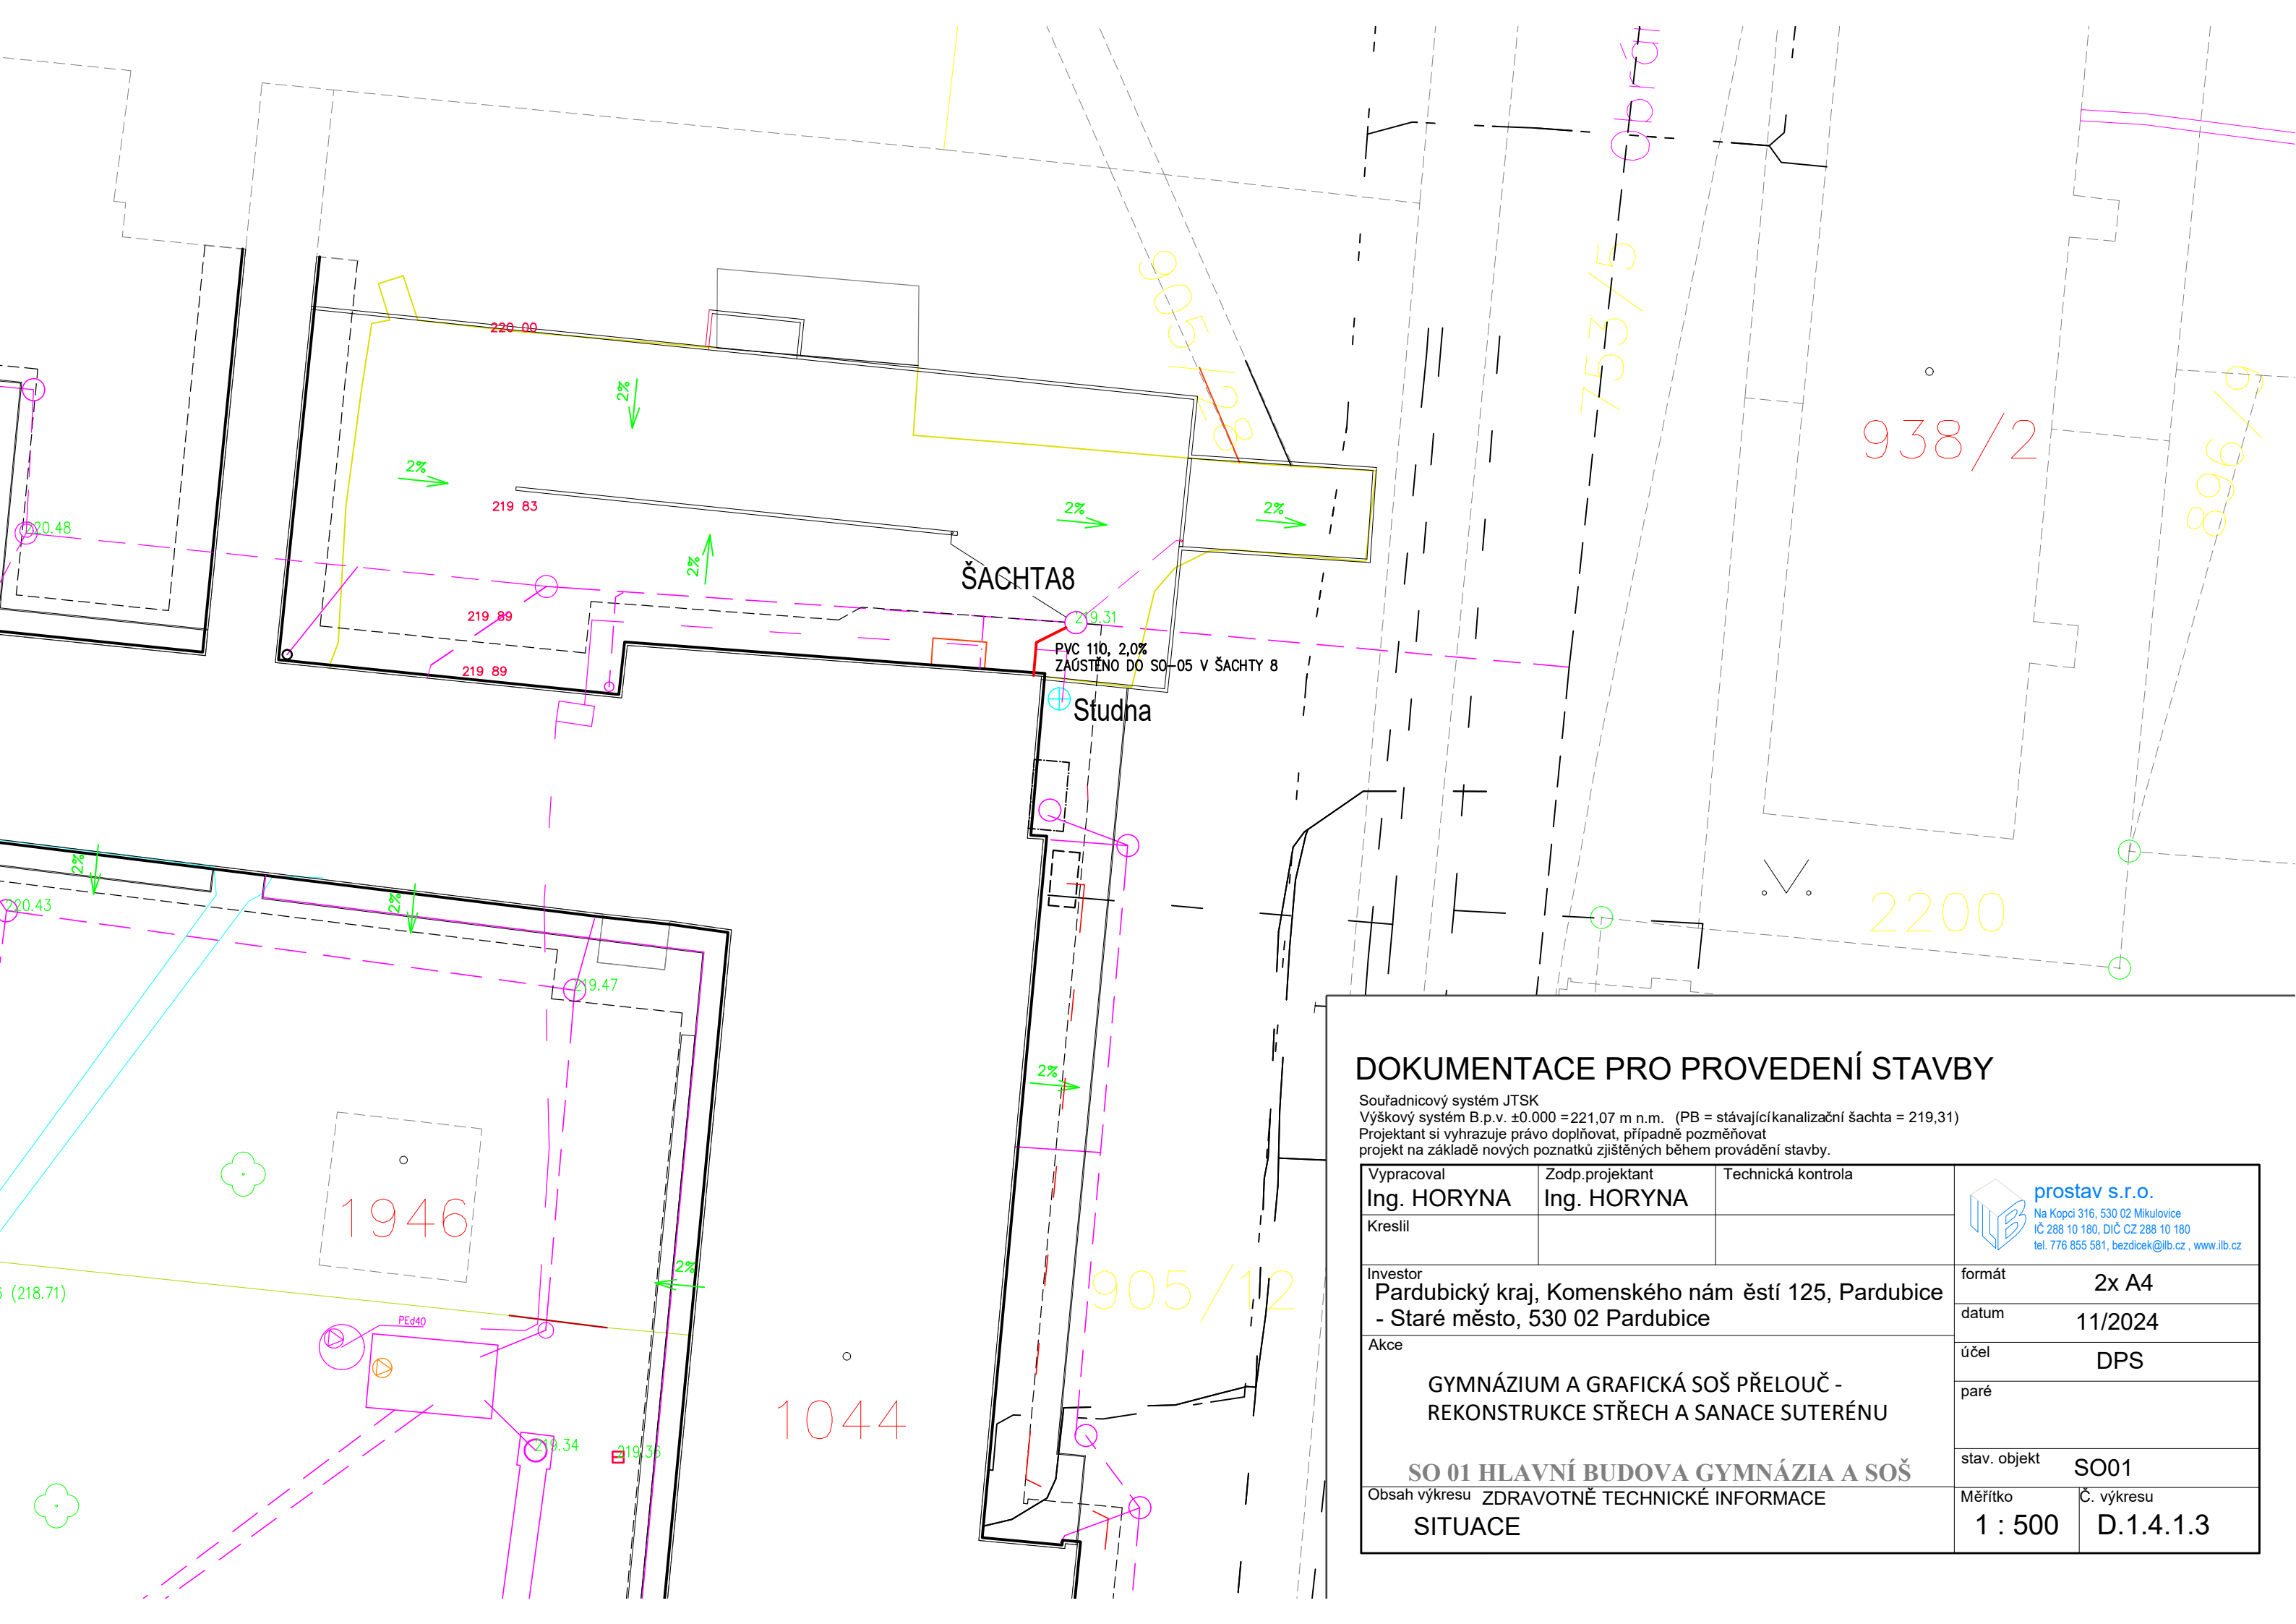 Obrán
905/8
753/5
220 00
938/2
896/9
2%
2%
219 83
2%
2%
220.48
2%
ŠACHTA8
219 89
219.31
PVC 110, 2,0%
ZAÚSTĚNO DO SO-05 V ŠACHTY 8
219 89
Studna
2%
2%
220.43
2200
219.47
2%
1946
2%
905/12
(218.71)
PEd40
1044
219.34
219.36
DOKUMENTACE PRO PROVEDENÍ STAVBY
Souřadnicový systém JTSK
Výškový systém B.p.v. ±0.000 =221,07 m n.m. (PB = stávající kanalizační šachta = 219,31)
Projektant si vyhrazuje právo doplňovat, případně pozměňovat
projekt na základě nových poznatků zjištěných během provádění stavby.
Vypracoval
Ing. HORYNA
Zodp.projektant
Ing. HORYNA
Technická kontrola
Kreslil
ILB
prostav s.r.o.
Na Kopci 316, 530 02 Mikulovice
IČ 288 10 180, DIČ CZ 288 10 180
tel. 776 855 581, bezdicek@ilb.cz , www.ilb.cz
Investor
Pardubický kraj, Komenského nám ěstí 125, Pardubice
- Staré město, 530 02 Pardubice
formát
2x A4
datum
11/2024
Akce
účel
DPS
GYMNÁZIUM A GRAFICKÁ SOŠ PŘELOUČ -
REKONSTRUKCE STŘECH A SANACE SUTERÉNU
paré
SO 01 HLAVNÍ BUDOVA GYMNÁZIA A SOŠ
stav. objekt
SO01
Obsah výkresu ZDRAVOTNĚ TECHNICKÉ INFORMACE
SITUACE
Měřítko
1 : 500
Č. výkresu
D.1.4.1.3